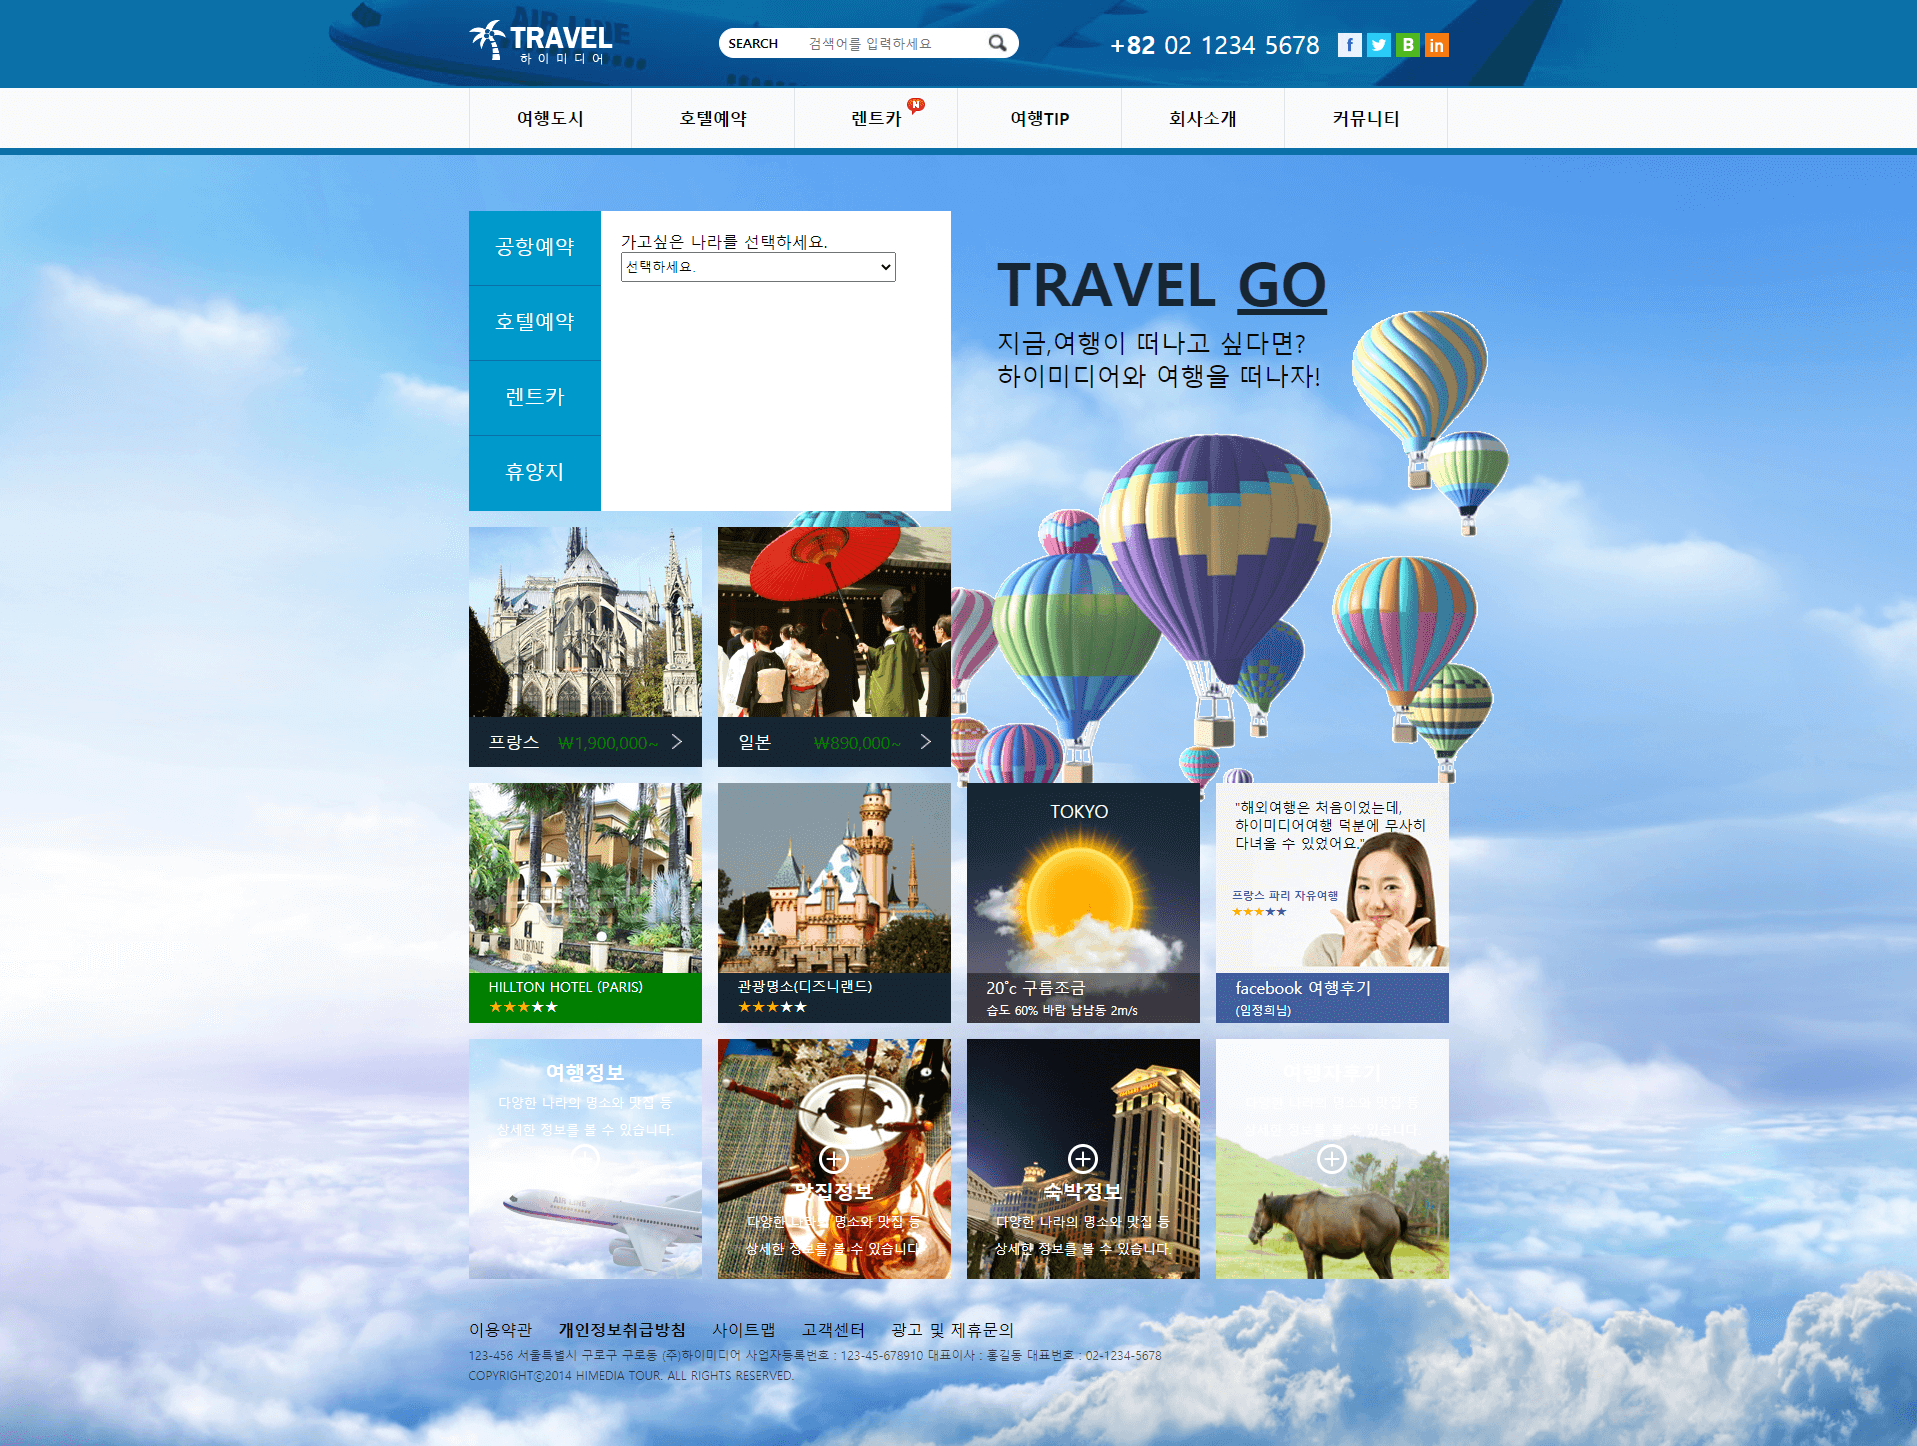 AIR LINE
TRAVEL
하이미디어
SEARCH 검색어를 입력하세요
+82 02 1234 5678
f B in
여행도시
호텔예약
렌트카
N
여행TIP
회사소개
커뮤니티
공항예약
호텔예약
렌트카
휴양지
가고싶은 나라를 선택하세요.
선택하세요.
TRAVEL GO
지금,여행이 떠나고 싶다면?
하이미디어와 여행을 떠나자!
프랑스 ₩1,900,000~
일본 ₩890,000~
PALM ROYALE
HILLTON HOTEL (PARIS)
★★★★★
관광명소(디즈니랜드)
★★★★★
TOKYO
20˚c 구름조금
습도 60% 바람 남남동 2m/s
"해외여행은 처음이었는데,
하이미디어여행 덕분에 무사히
다녀올 수 있었어요."
프랑스 파리 자유여행
★★★★★
facebook 여행후기
(임정희님)
여행정보
다양한 나라의 명소와 맛집 등
상세한 정보를 볼 수 있습니다.
AIR LINE
맛집정보
다양한 나라의 명소와 맛집 등
상세한 정보를 볼 수 있습니다.
숙박정보
다양한 나라의 명소와 맛집 등
상세한 정보를 볼 수 있습니다.
여행지후기
다양한 나라의 명소와 맛집 등
상세한 정보를 볼 수 있습니다.
이용약관 개인정보취급방침 사이트맵 고객센터 광고 및 제휴문의
123-456 서울특별시 구로구 구로동 (주)하이미디어 사업자등록번호 : 123-45-678910 대표이사 : 홍길동 대표번호 : 02-1234-5678
COPYRIGHTⓒ2014 HIMEDIA TOUR. ALL RIGHTS RESERVED.